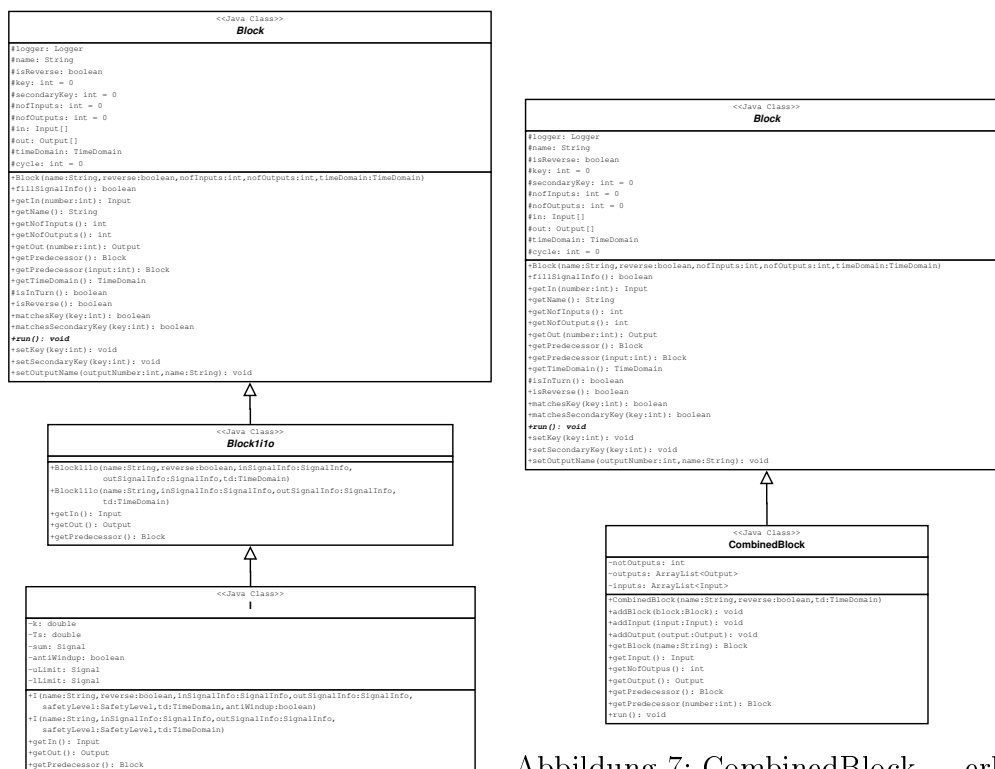 <<Java Class>>
Block
#logger: Logger
#name: String
#isReverse: boolean
#key: int = 0
#secondaryKey: int = 0
#nofInputs: int = 0
#nofOutputs: int = 0
#in: Input[]
#out: Output[]
#timeDomain: TimeDomain
#cycle: int = 0
+Block(name:String,reverse:boolean,nofInputs:int,nofOutputs:int,timeDomain:TimeDomain)
+fillSignalInfo(): boolean
+getIn(number:int): Input
+getName(): String
+getNofInputs(): int
+getNofOutputs(): int
+getOut(number:int): Output
+getPredecessor(): Block
+getPredecessor(input:int): Block
+getTimeDomain(): TimeDomain
#isInTurn(): boolean
+isReverse(): boolean
+matchesKey(key:int): boolean
+matchesSecondaryKey(key:int): boolean
+run(): void
+setKey(key:int): void
+setSecondaryKey(key:int): void
+setOutputName(outputNumber:int,name:String): void
<<Java Class>>
Block1i1o
+Block1i1o(name:String,reverse:boolean,inSignalInfo:SignalInfo,
outSignalInfo:SignalInfo,td:TimeDomain)
+Block1i1o(name:String,inSignalInfo:SignalInfo,outSignalInfo:SignalInfo,
td:TimeDomain)
+getIn(): Input
+getOut(): Output
+getPredecessor(): Block
<<Java Class>>
I
-k: double
-Ts: double
-sum: Signal
-antiWindup: boolean
-uLimit: Signal
-lLimit: Signal
+I(name:String,reverse:boolean,inSignalInfo:SignalInfo,outSignalInfo:SignalInfo,
safetyLevel:SafetyLevel,td:TimeDomain,antiWindup:boolean)
+I(name:String,inSignalInfo:SignalInfo,outSignalInfo:SignalInfo,
safetyLevel:SafetyLevel,td:TimeDomain)
+getIn(): Input
+getOut(): Output
+getPredecessor(): Block
<<Java Class>>
Block
#logger: Logger
#name: String
#isReverse: boolean
#key: int = 0
#secondaryKey: int = 0
#nofInputs: int = 0
#nofOutputs: int = 0
#in: Input[]
#out: Output[]
#timeDomain: TimeDomain
#cycle: int = 0
+Block(name:String,reverse:boolean,nofInputs:int,nofOutputs:int,timeDomain:TimeDomain)
+fillSignalInfo(): boolean
+getIn(number:int): Input
+getName(): String
+getNofInputs(): int
+getNofOutputs(): int
+getOut(number:int): Output
+getPredecessor(): Block
+getPredecessor(input:int): Block
+getTimeDomain(): TimeDomain
#isInTurn(): boolean
+isReverse(): boolean
+matchesKey(key:int): boolean
+matchesSecondaryKey(key:int): boolean
+run(): void
+setKey(key:int): void
+setSecondaryKey(key:int): void
+setOutputName(outputNumber:int,name:String): void
<<Java Class>>
CombinedBlock
-notOutputs: int
-outputs: ArrayList<Output>
-inputs: ArrayList<Input>
+CombinedBlock(name:String,reverse:boolean,td:TimeDomain)
+addBlock(block:Block): void
+addInput(input:Input): void
+addOutput(output:Output): void
+getBlock(name:String): Block
+getInput(): Input
+getNofOutpus(): int
+getOutput(): Output
+getPredecessor(): Block
+getPredecessor(number:int): Block
+run(): void
Abbildung 7: CombinedBlock